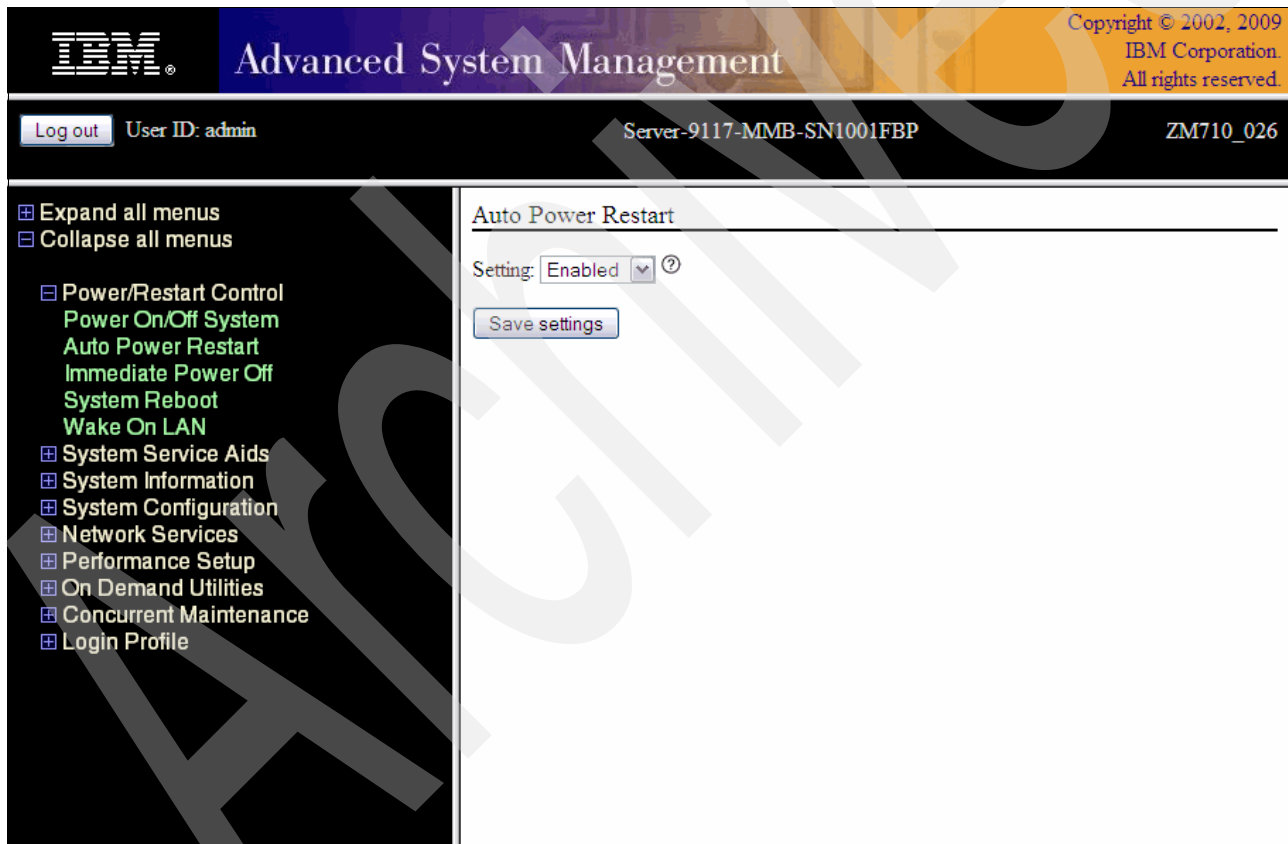 IBM®
Advanced System Management
Copyright © 2002, 2009
IBM Corporation.
All rights reserved.
Log out User ID: admin Server-9117-MMB-SN1001FBP ZM710_026
Expand all menus
Collapse all menus
Power/Restart Control
Power On/Off System
Auto Power Restart
Immediate Power Off
System Reboot
Wake On LAN
System Service Aids
System Information
System Configuration
Network Services
Performance Setup
On Demand Utilities
Concurrent Maintenance
Login Profile
Auto Power Restart
Setting: Enabled ?
Save settings